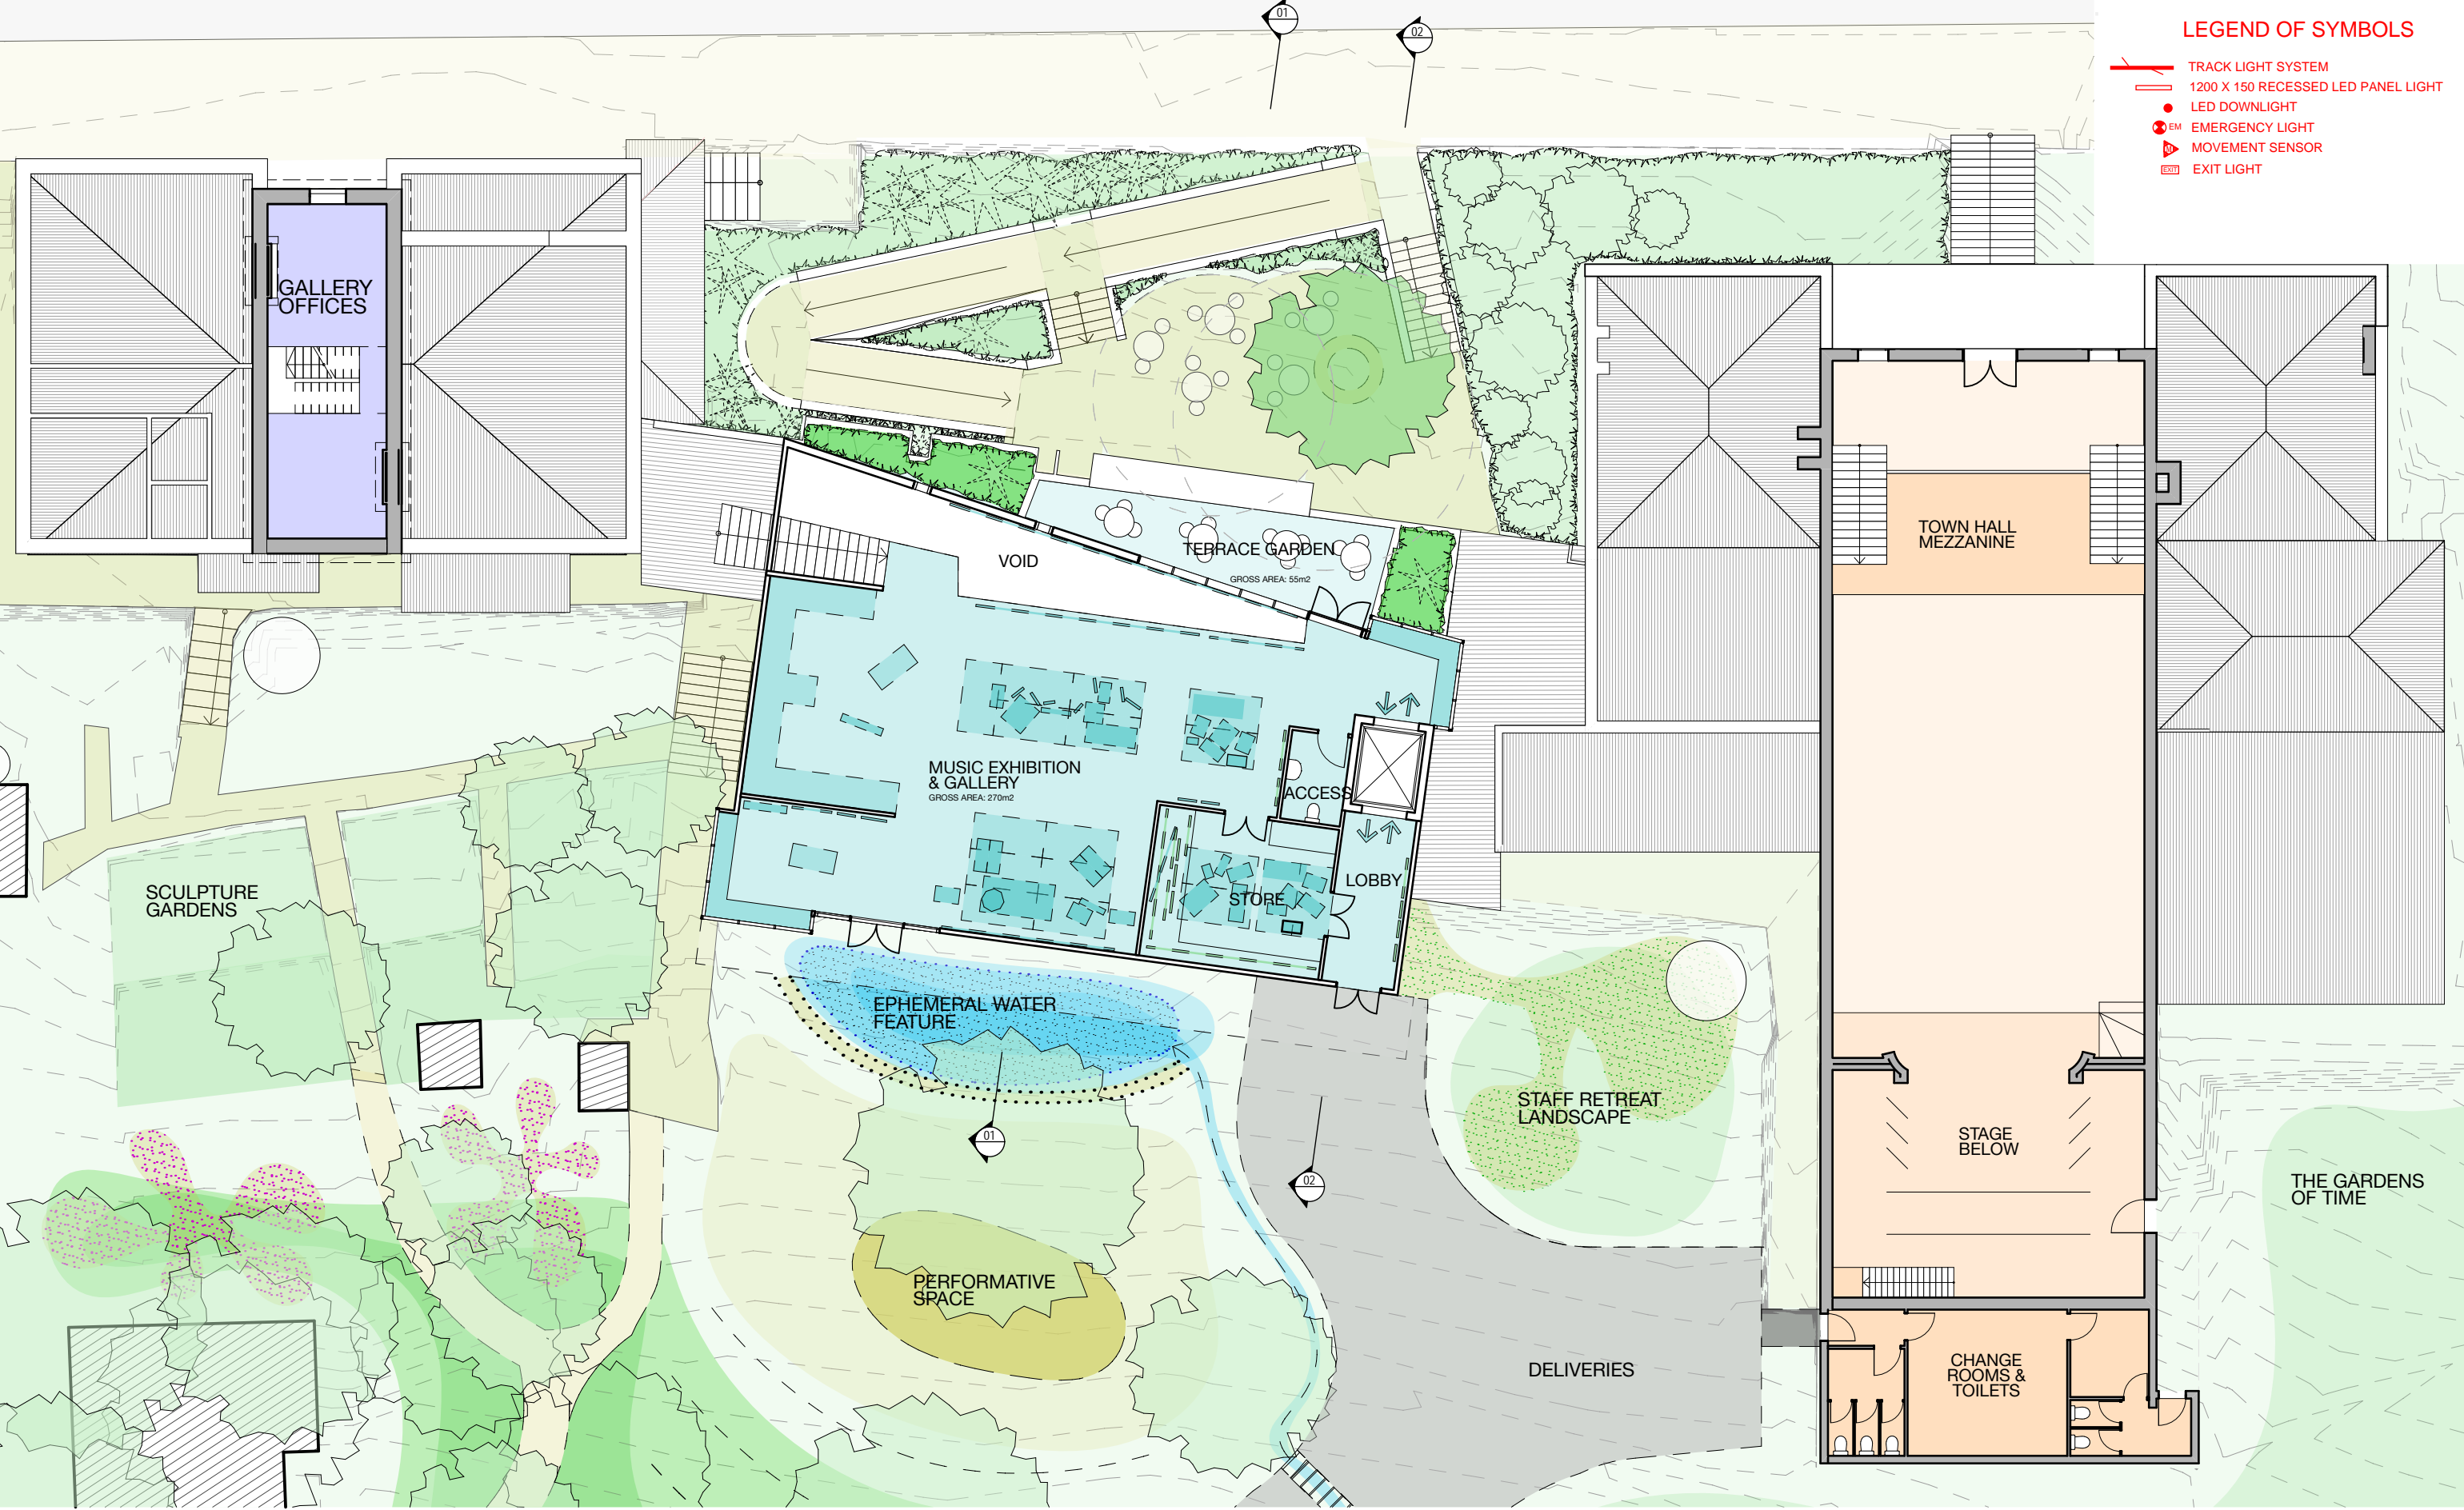 01
02
LEGEND OF SYMBOLS
TRACK LIGHT SYSTEM
1200 X 150 RECESSED LED PANEL LIGHT
LED DOWNLIGHT
EM EMERGENCY LIGHT
MOVEMENT SENSOR
EXIT EXIT LIGHT
GALLERY
OFFICES
TOWN HALL
MEZZANINE
VOID
TERRACE GARDEN
GROSS AREA: 55m2
MUSIC EXHIBITION
& GALLERY
GROSS AREA: 270m2
ACCESS
LOBBY
STORE
SCULPTURE
GARDENS
EPHEMERAL WATER
FEATURE
STAFF RETREAT
LANDSCAPE
01
02
STAGE
BELOW
THE GARDENS
OF TIME
PERFORMATIVE
SPACE
DELIVERIES
CHANGE
ROOMS &
TOILETS